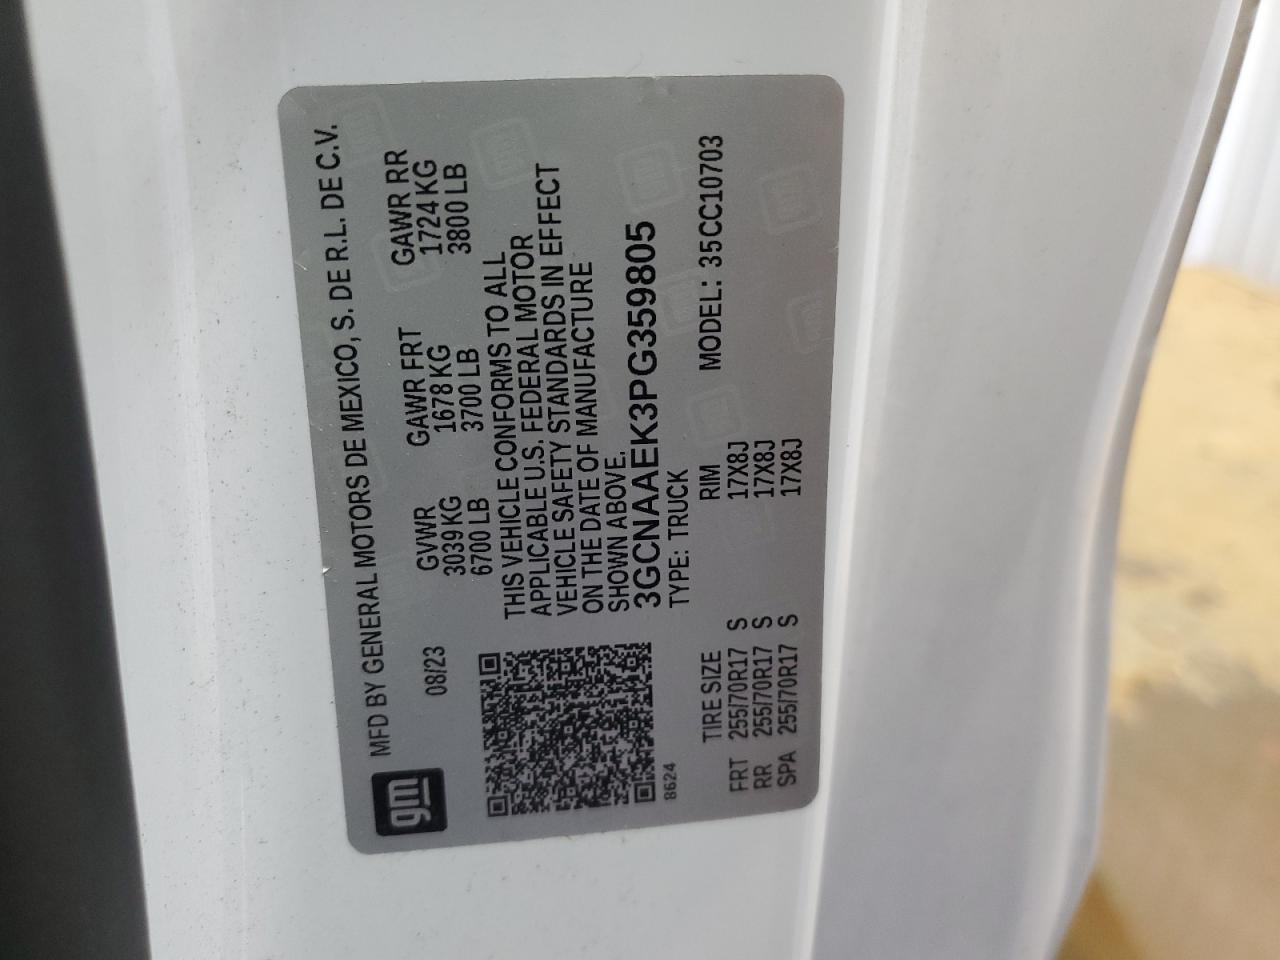 gm
MFD BY GENERAL MOTORS DE MEXICO, S. DE R.L. DE C.V.
08/23
GVWR GAWR FRT GAWR RR
3039 KG 1678 KG 1724 KG
6700 LB 3700 LB 3800 LB
THIS VEHICLE CONFORMS TO ALL
APPLICABLE U.S. FEDERAL MOTOR
VEHICLE SAFETY STANDARDS IN EFFECT
ON THE DATE OF MANUFACTURE
SHOWN ABOVE.
3GCNAAEK3PG359805
8624 TYPE: TRUCK
TIRE SIZE RIM MODEL: 35CC10703
FRT 255/70R17 S 17X8J
RR 255/70R17 S 17X8J
SPA 255/70R17 S 17X8J